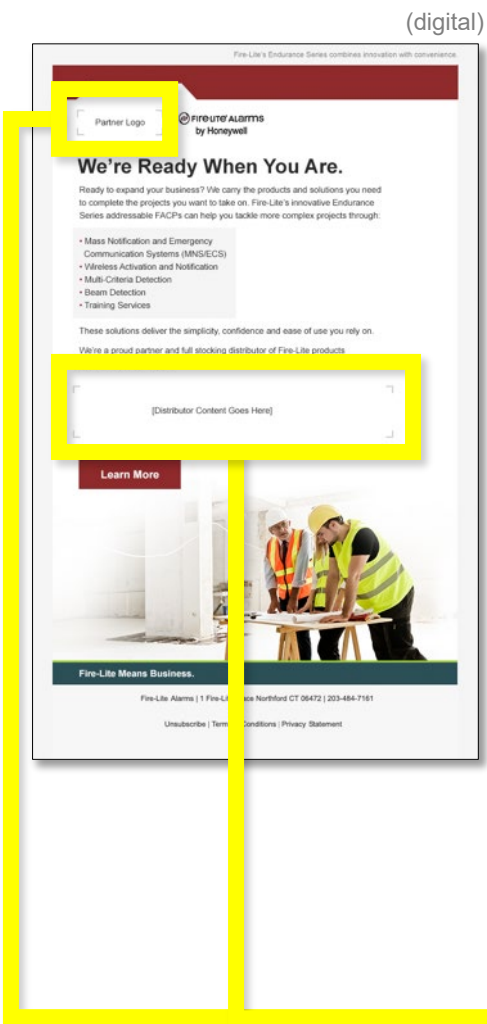 (digital)
Fire-Lite's Endurance Series combines innovation with convenience.
Partner Logo
FIRE·LITE ALARMS
by Honeywell
We're Ready When You Are.
Ready to expand your business? We carry the products and solutions you need
to complete the projects you want to take on. Fire-Lite's innovative Endurance
Series addressable FACPs can help you tackle more complex projects through:
• Mass Notification and Emergency
Communication Systems (MNS/ECS)
• Wireless Activation and Notification
• Multi-Criteria Detection
• Beam Detection
• Training Services
These solutions deliver the simplicity, confidence and ease of use you rely on.
We're a proud partner and full stocking distributor of Fire-Lite products
[Distributor Content Goes Here]
Learn More
Fire-Lite Means Business.
Fire-Lite Alarms | 1 Fire-Li ace Northford CT 06472 | 203-484-7161
Unsubscribe | Term Conditions | Privacy Statement